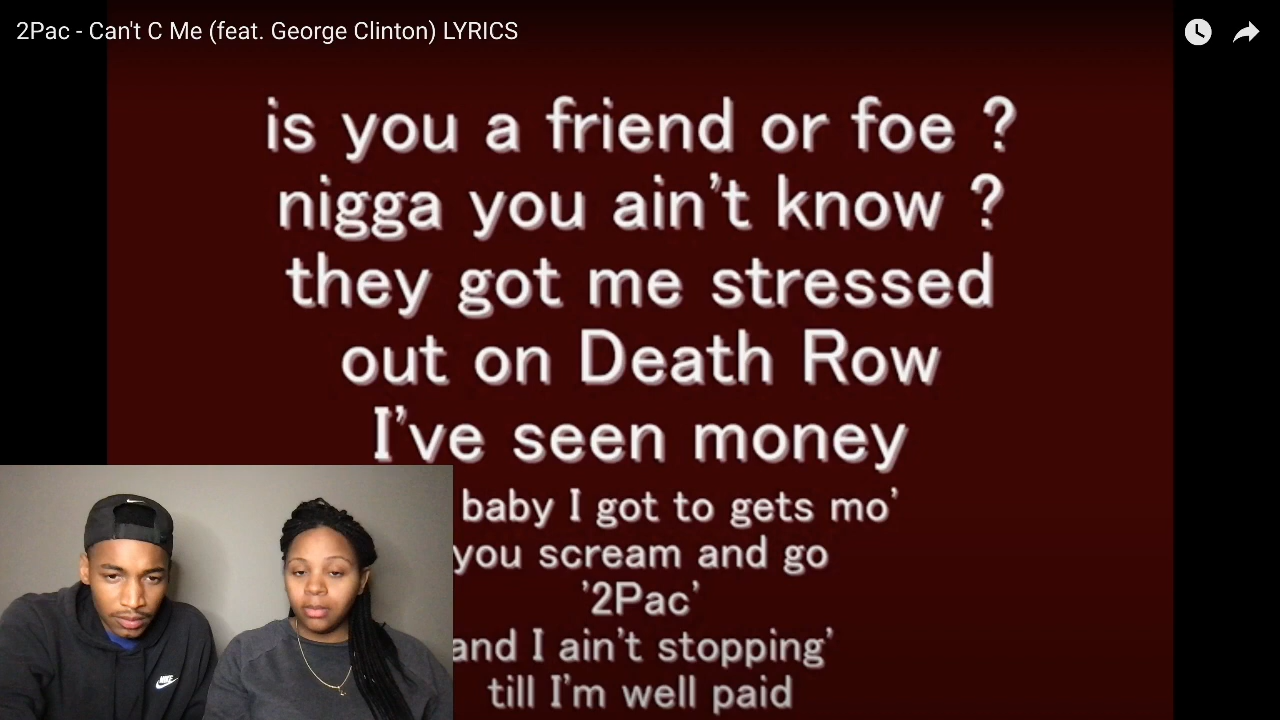 2Pac - Can't C Me (feat. George Clinton) LYRICS
is you a friend or foe ?
nigga you ain't know ?
they got me stressed
out on Death Row
I've seen money
baby I got to gets mo'
you scream and go
'2Pac'
and I ain't stopping'
till I'm well paid
NIKE